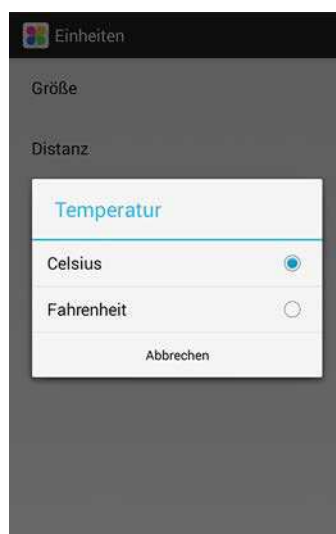 Einheiten
Größe
Distanz
Temperatur
Celsius
Fahrenheit
Abbrechen